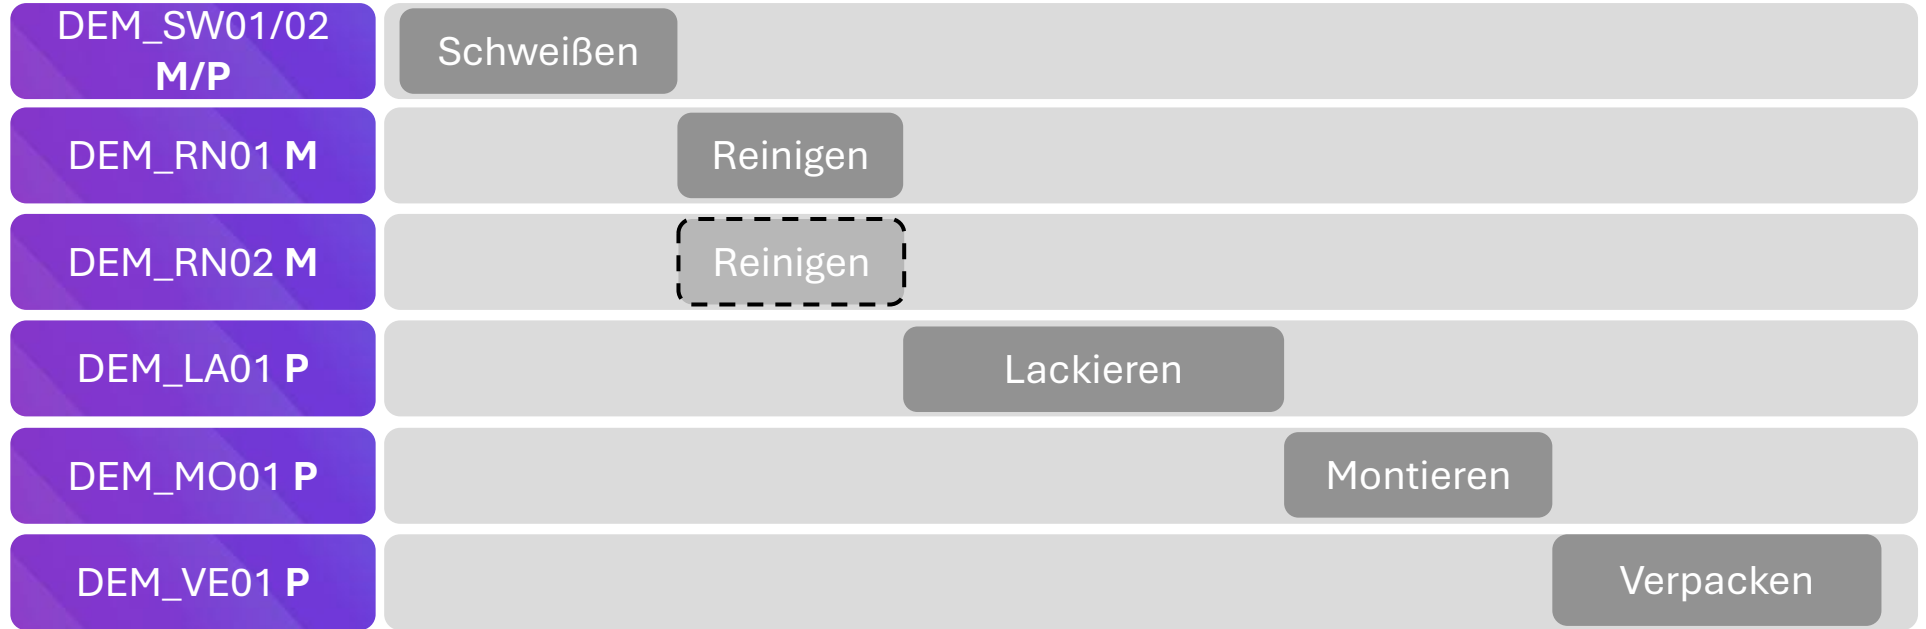 DEM_SW01/02
M/P
Schweißen
DEM_RN01 M
Reinigen
DEM_RN02 M
Reinigen
DEM_LA01 P
Lackieren
DEM_MO01 P
Montieren
DEM_VE01 P
Verpacken